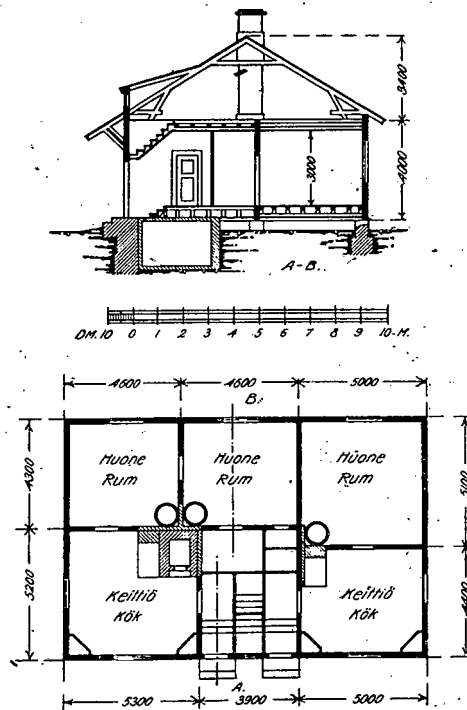 3400
3000
4000
A-B.
DM. 10 0 1 2 3 4 5 6 7 8 9 10-M.
4600 4600 5000
B.
4300
Huone
Rum
Huone
Rum
Huone
Rum
5100
5200
Keittiö
Kök
Keittiö
Kök
4400
A.
5300 3900 5000